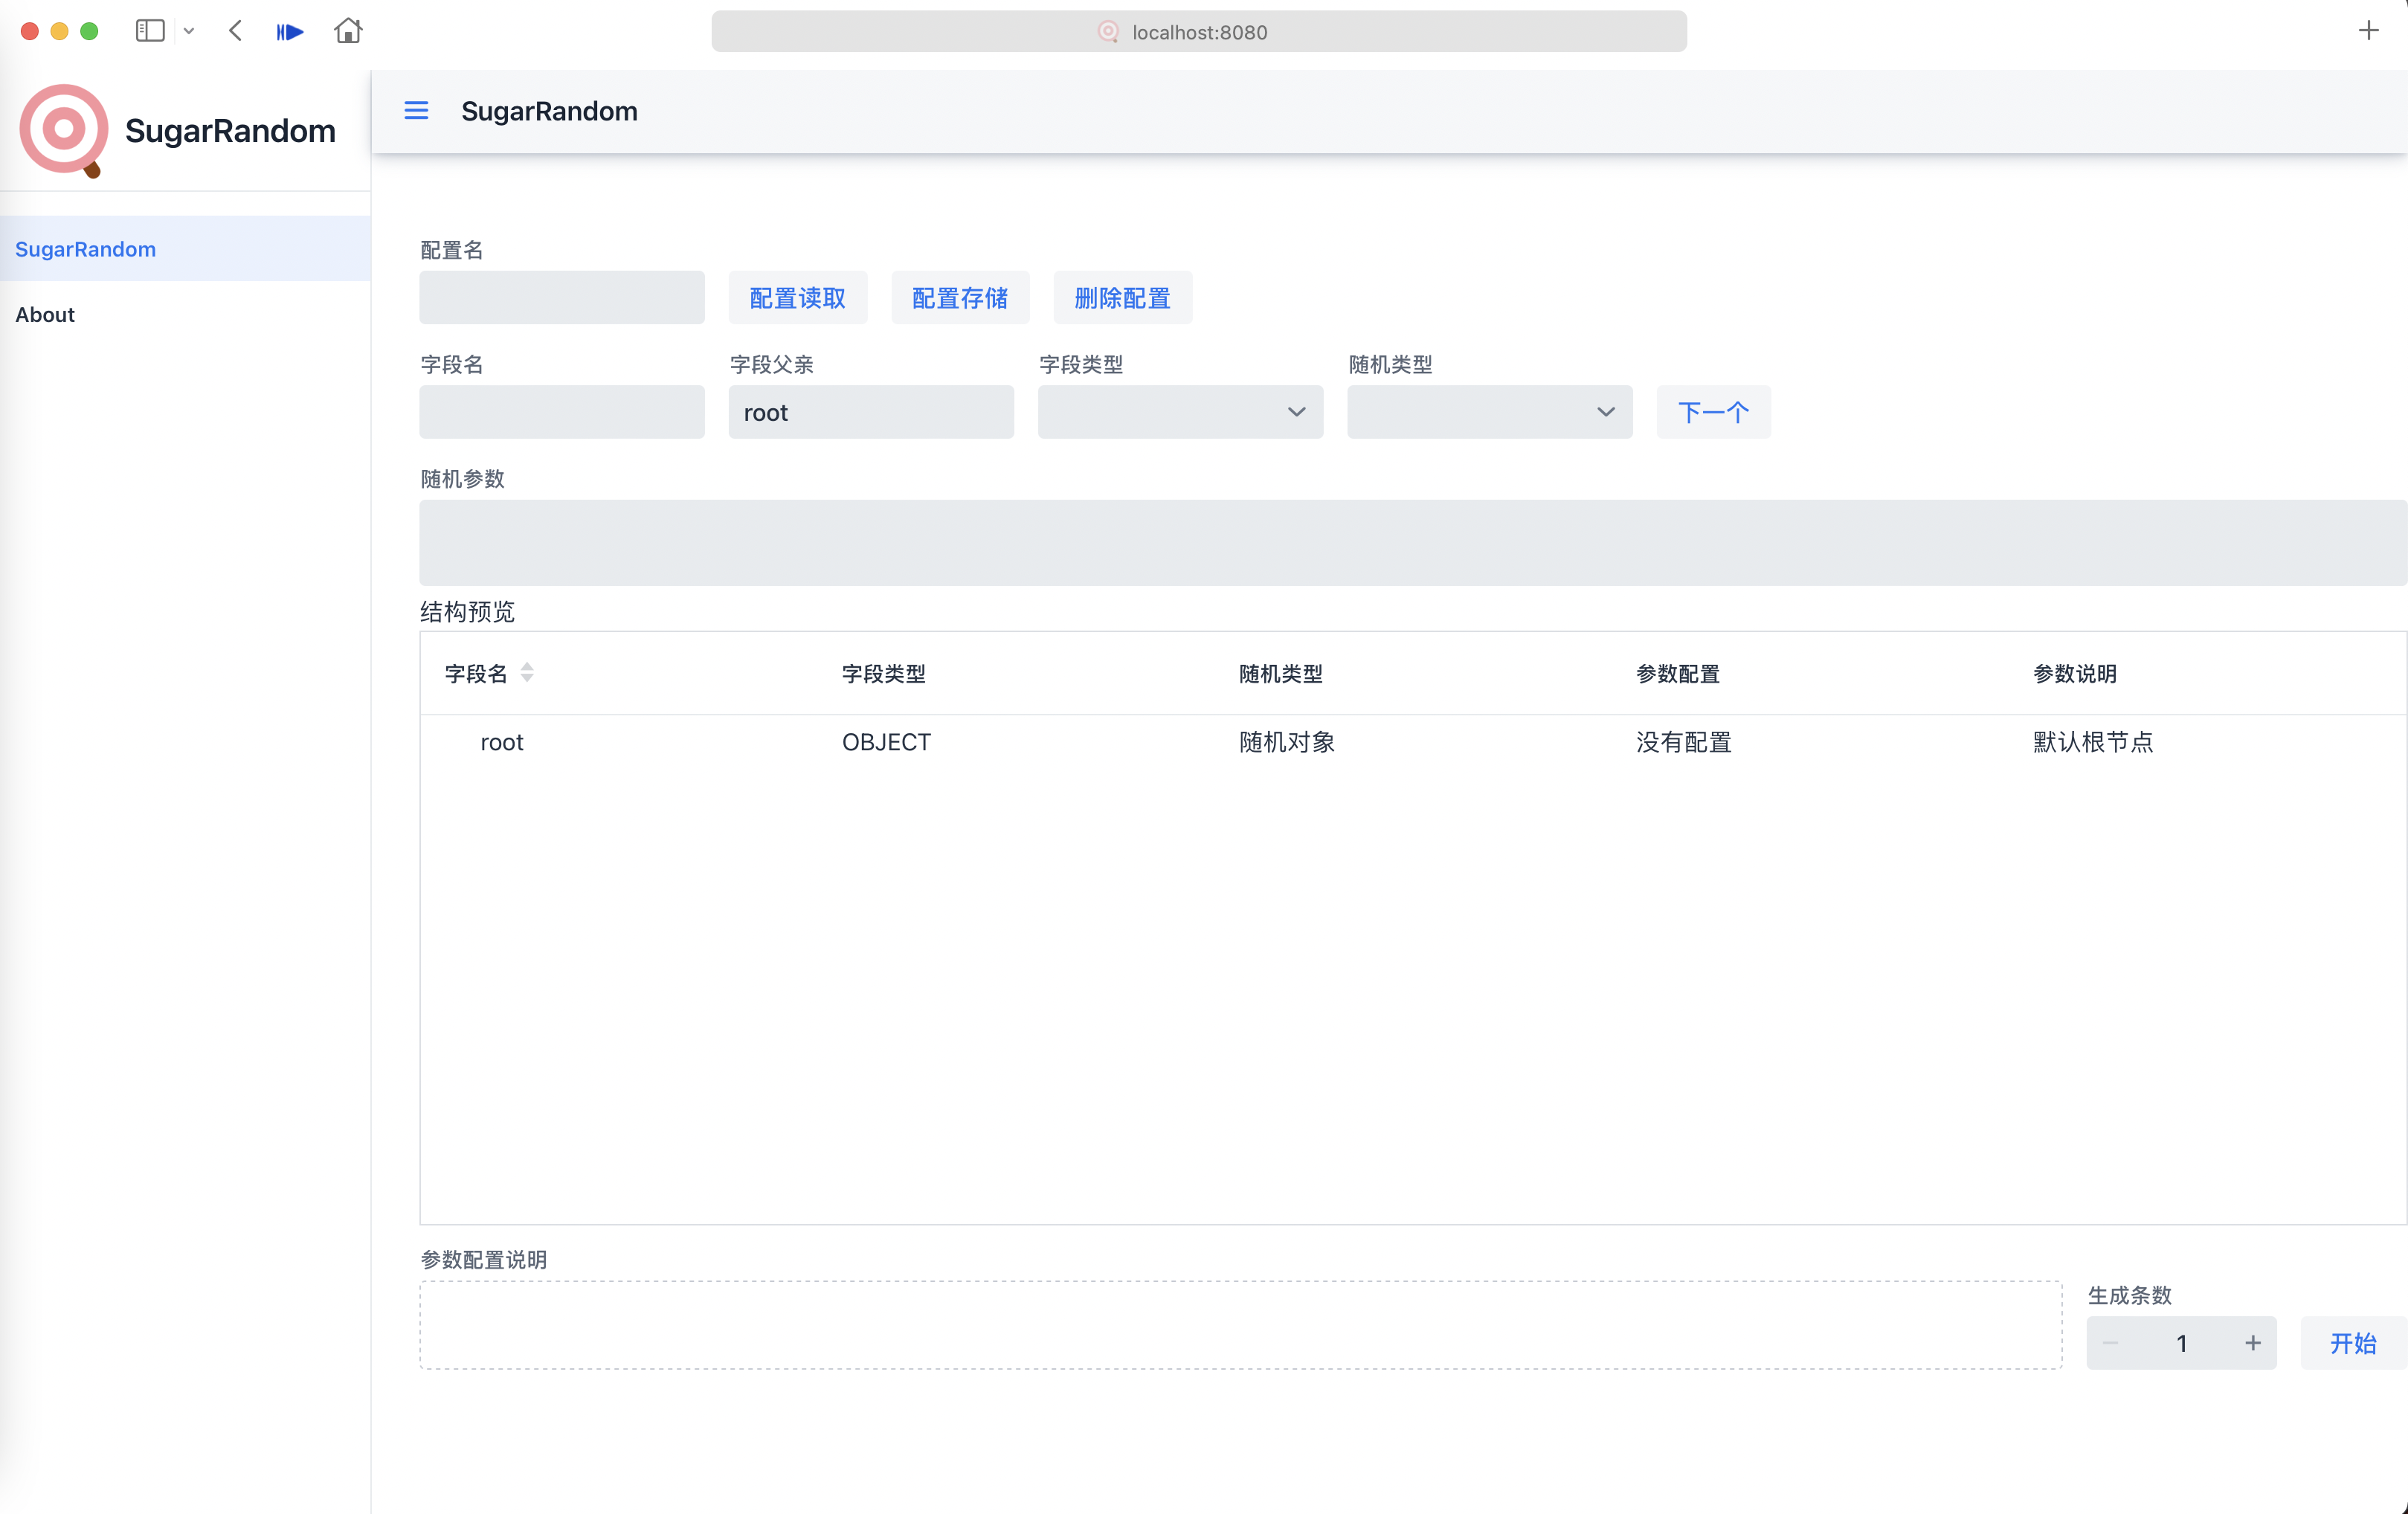 localhost:8080
SugarRandom
SugarRandom
SugarRandom
About
配置名
配置读取 配置存储 删除配置
字段名 字段父亲 字段类型 随机类型
root 下一个
随机参数
结构预览
字段名 字段类型 随机类型 参数配置 参数说明
root OBJECT 随机对象 没有配置 默认根节点
参数配置说明
生成条数
1 开始